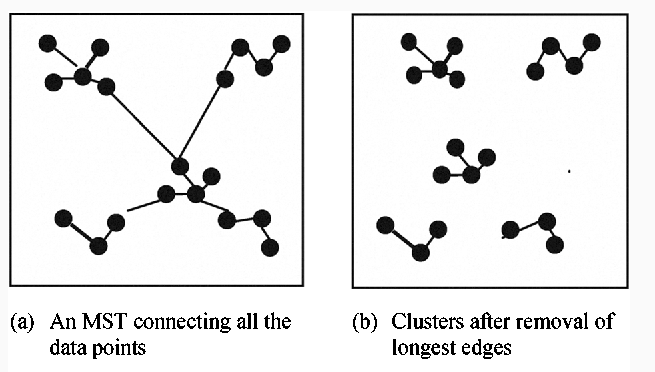 (a) An MST connecting all the
data points
(b) Clusters after removal of
longest edges